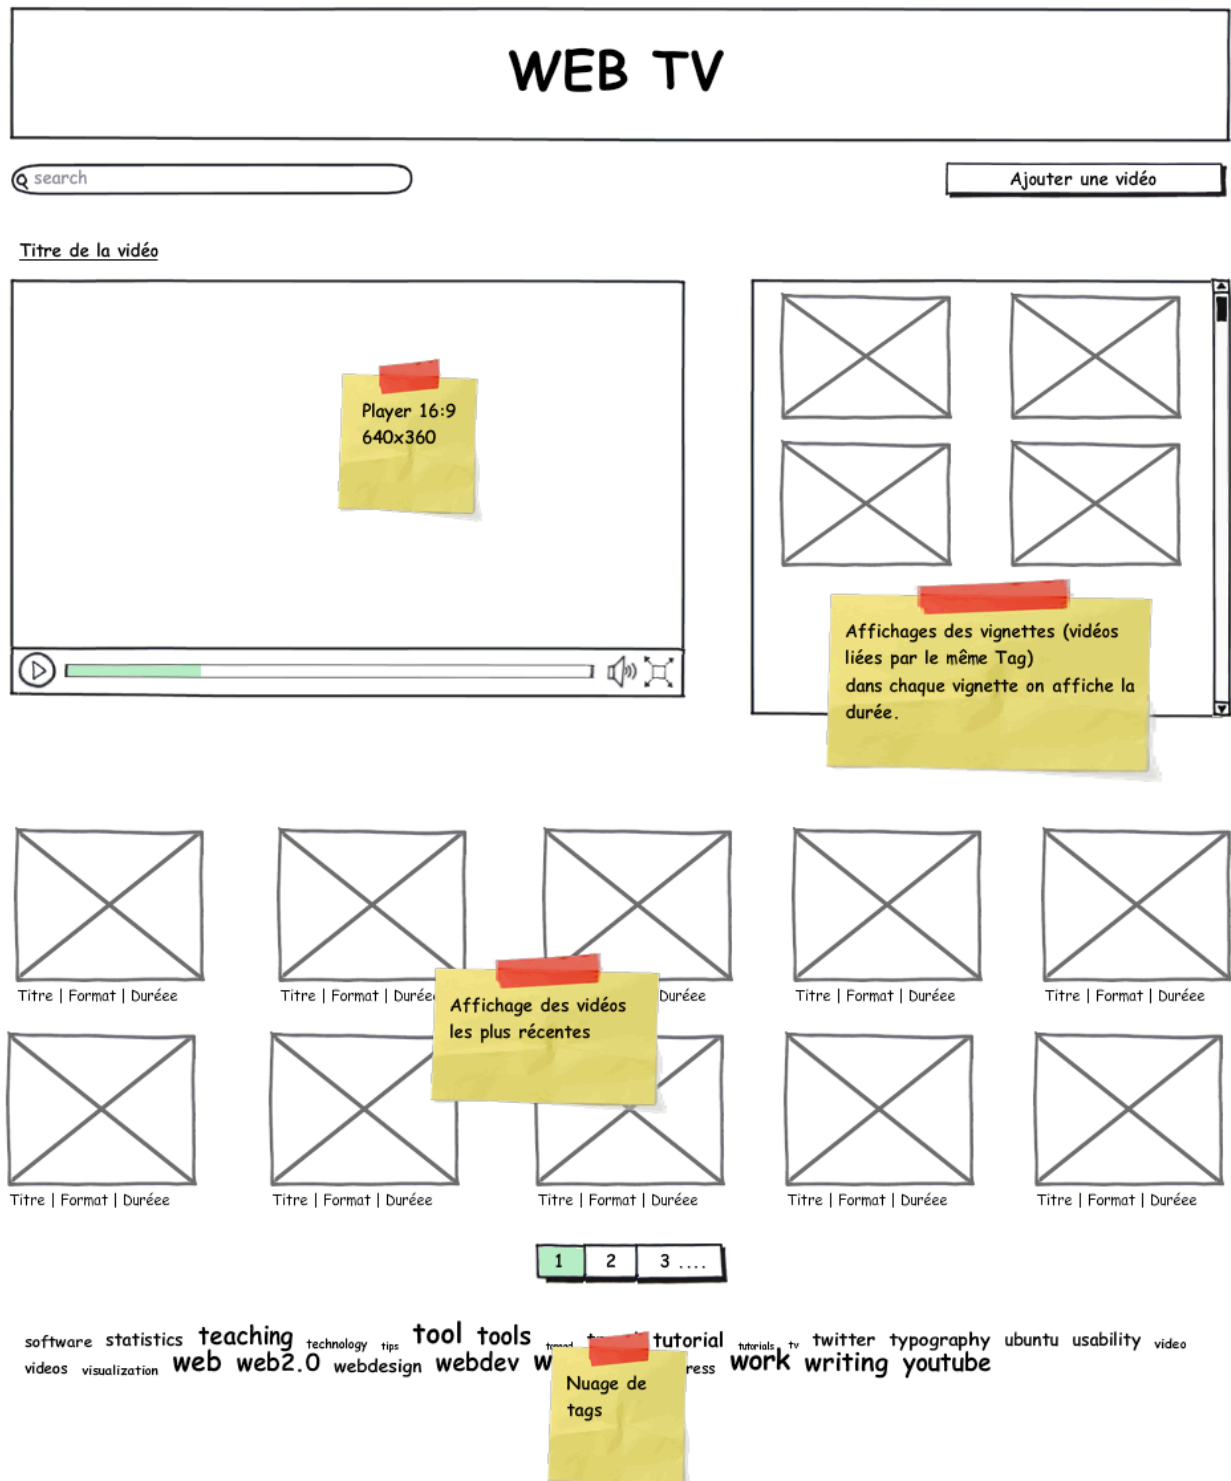 WEB TV
search
Ajouter une vidéo
Titre de la vidéo
Player 16:9
640x360
Affichages des vignettes (vidéos
liées par le même Tag)
dans chaque vignette on affiche la
durée.
Titre | Format | Duréee
Titre | Format | Durée
Duréee
Titre | Format | Duréee
Titre | Format | Duréee
Affichage des vidéos
les plus récentes
Titre | Format | Duréee
Titre | Format | Duréee
Titre | Format | Duréee
Titre | Format | Duréee
Titre | Format | Duréee
1 2 3 ....
software statistics teaching technology tips tool tools tutorial tutorials tv twitter typography ubuntu usability video
videos visualization web web2.0 webdesign webdev w ress work writing youtube
Nuage de
tags